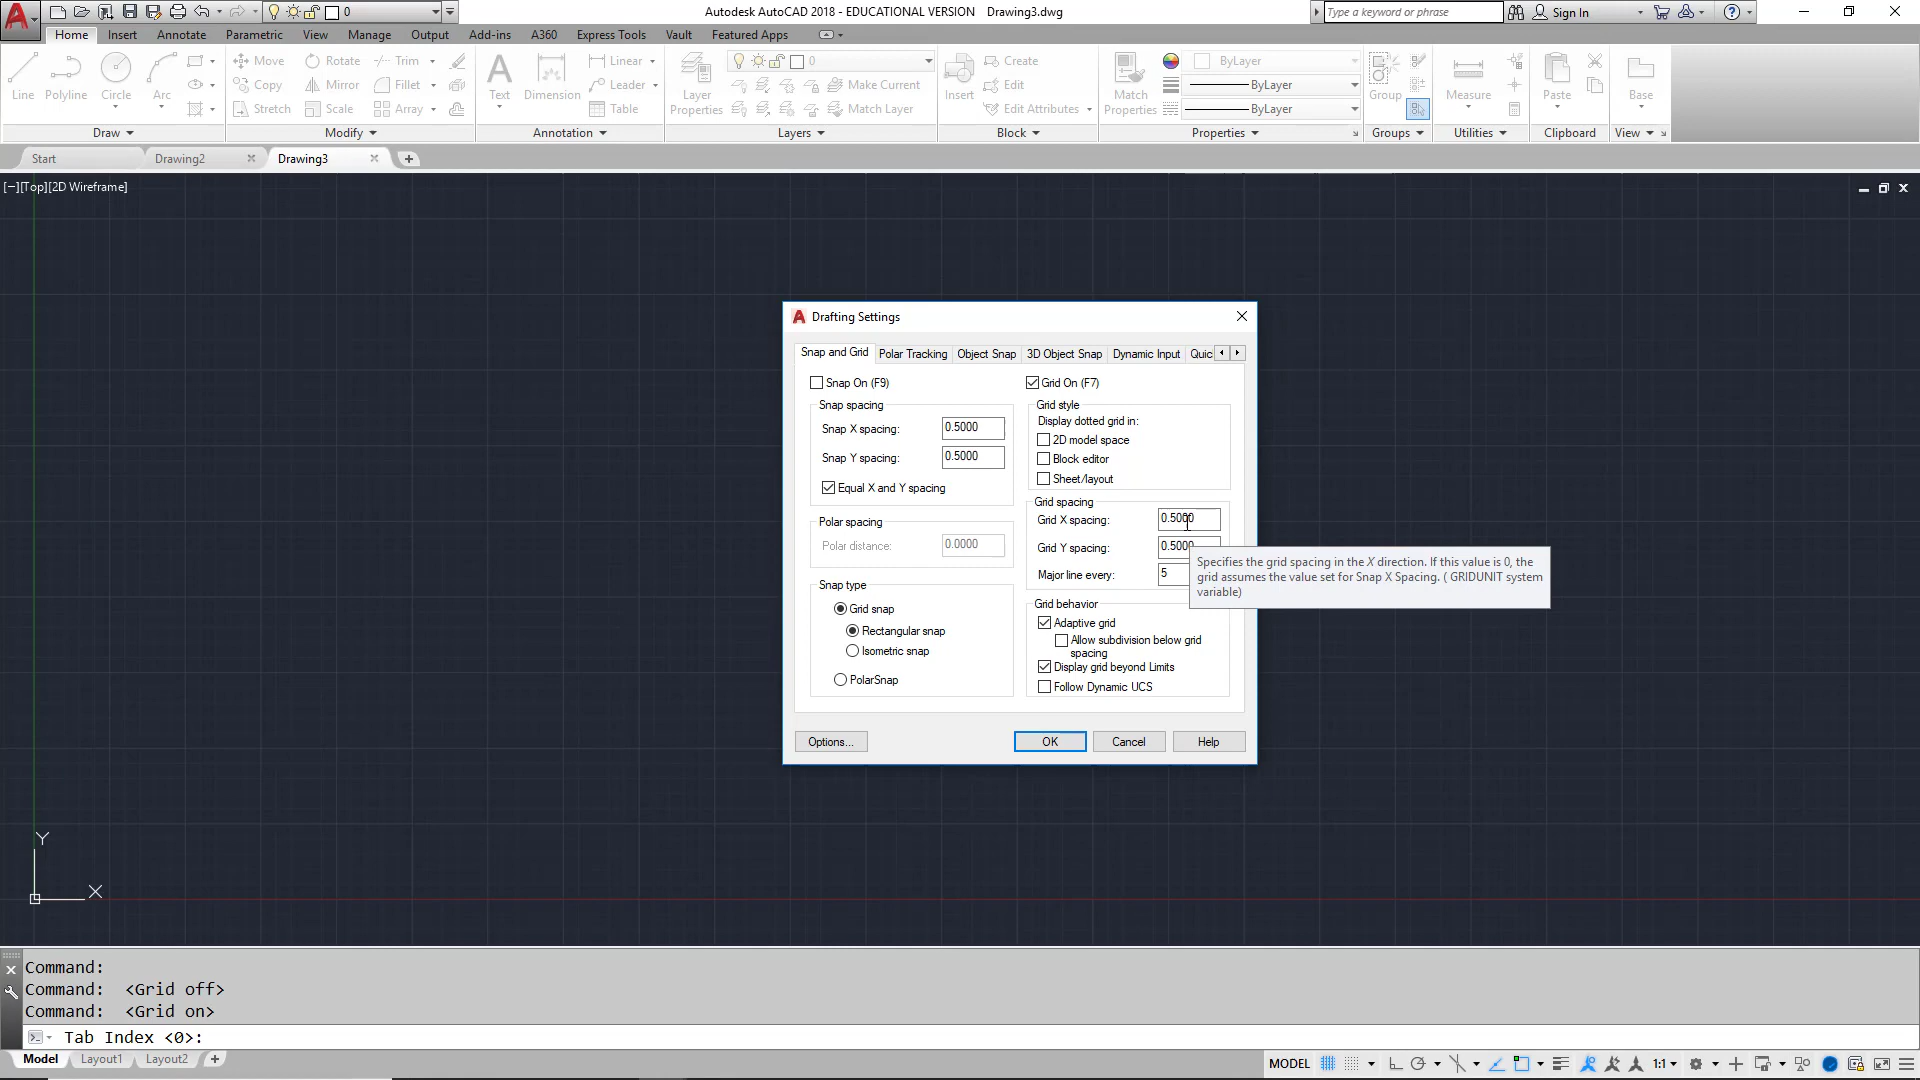 0
Autodesk AutoCAD 2018 - EDUCATIONAL VERSION Drawing3.dwg
Type a keyword or phrase
Sign In
Home Insert Annotate Parametric View Manage Output Add-ins A360 Express Tools Vault Featured Apps
Line
Polyline
Circle
Arc
Draw
Move
Rotate
Trim
Copy
Mirror
Fillet
Stretch
Scale
Array
Modify
Text
Dimension
Linear
Leader
Table
Annotation
Layer
Properties
0
Make Current
Match Layer
Layers
Insert
Create
Edit
Edit Attributes
Block
Match
Properties
ByLayer
ByLayer
ByLayer
Properties
Group
Groups
Measure
Utilities
Paste
Clipboard
Base
View
Start Drawing2 Drawing3
[−][Top][2D Wireframe]
A Drafting Settings
Snap and Grid Polar Tracking Object Snap 3D Object Snap Dynamic Input Quic
Snap On (F9)
Snap spacing
Snap X spacing: 0.5000
Snap Y spacing: 0.5000
Equal X and Y spacing
Polar spacing
Polar distance: 0.0000
Snap type
Grid snap
Rectangular snap
Isometric snap
PolarSnap
Grid On (F7)
Grid style
Display dotted grid in:
2D model space
Block editor
Sheet/layout
Grid spacing
Grid X spacing: 0.5000
Grid Y spacing: 0.5000
Major line every: 5
Specifies the grid spacing in the X direction. If this value is 0, the
grid assumes the value set for Snap X Spacing. ( GRIDUNIT system
variable)
Grid behavior
Adaptive grid
Allow subdivision below grid
spacing
Display grid beyond Limits
Follow Dynamic UCS
Options... OK Cancel Help
Y
X
Command:
Command: <Grid off>
Command: <Grid on>
Tab Index <0>:
Model Layout1 Layout2
MODEL
1:1